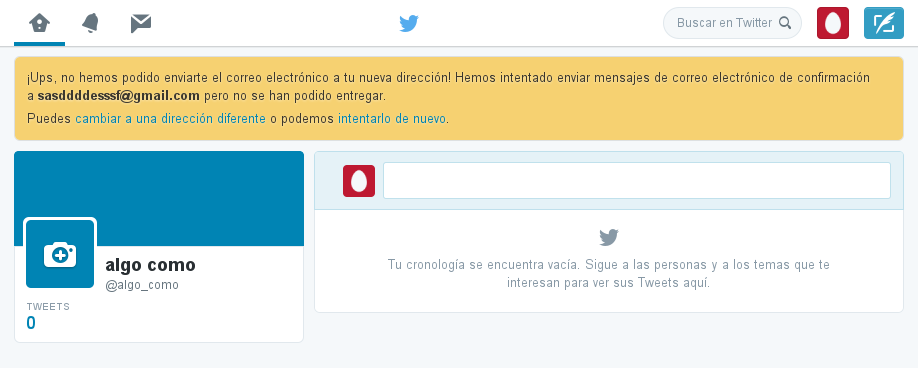 Buscar en Twitter
¡Ups, no hemos podido enviarte el correo electrónico a tu nueva dirección! Hemos intentado enviar mensajes de correo electrónico de confirmación
a sasddddesssf@gmail.com pero no se han podido entregar.
Puedes cambiar a una dirección diferente o podemos intentarlo de nuevo.
algo como
@algo_como
TWEETS
0
Tu cronología se encuentra vacía. Sigue a las personas y a los temas que te
interesan para ver sus Tweets aquí.